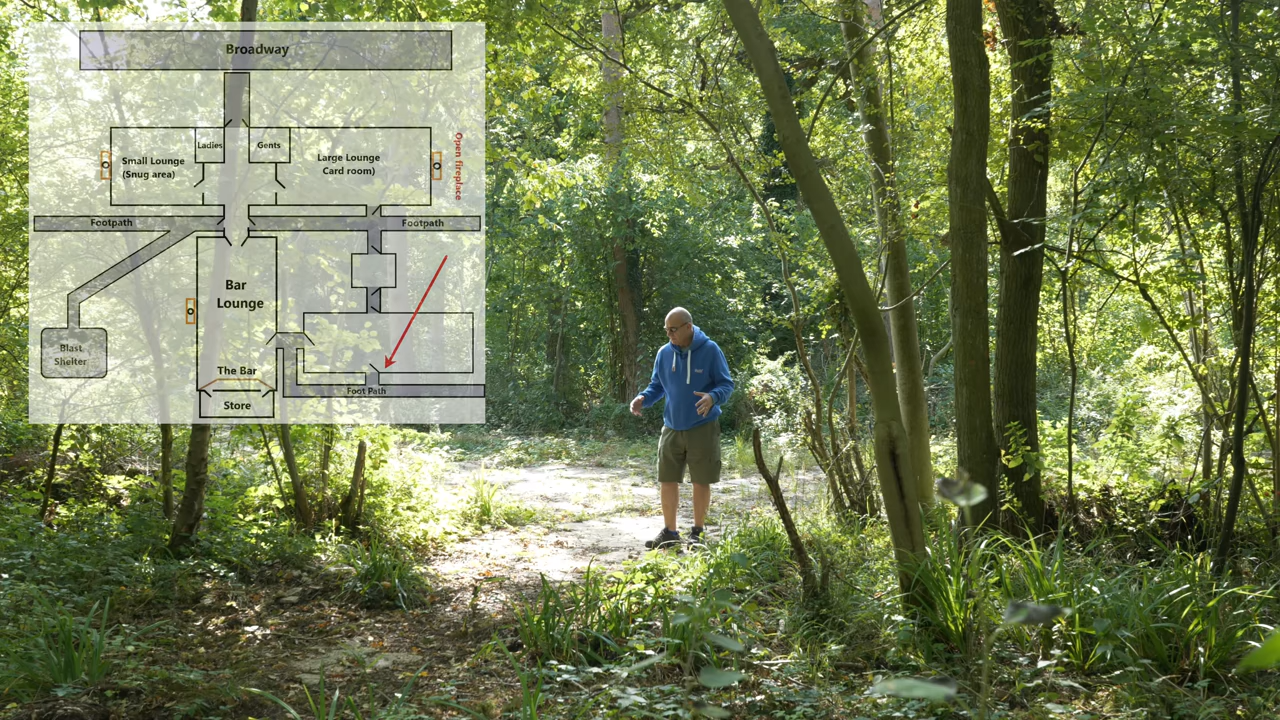 Broadway
Ladies
Gents
Small Lounge
(Snug area)
Large Lounge
Card room)
Open fireplace
Footpath
Footpath
Bar
Lounge
Blast
Shelter
The Bar
Store
Foot Path